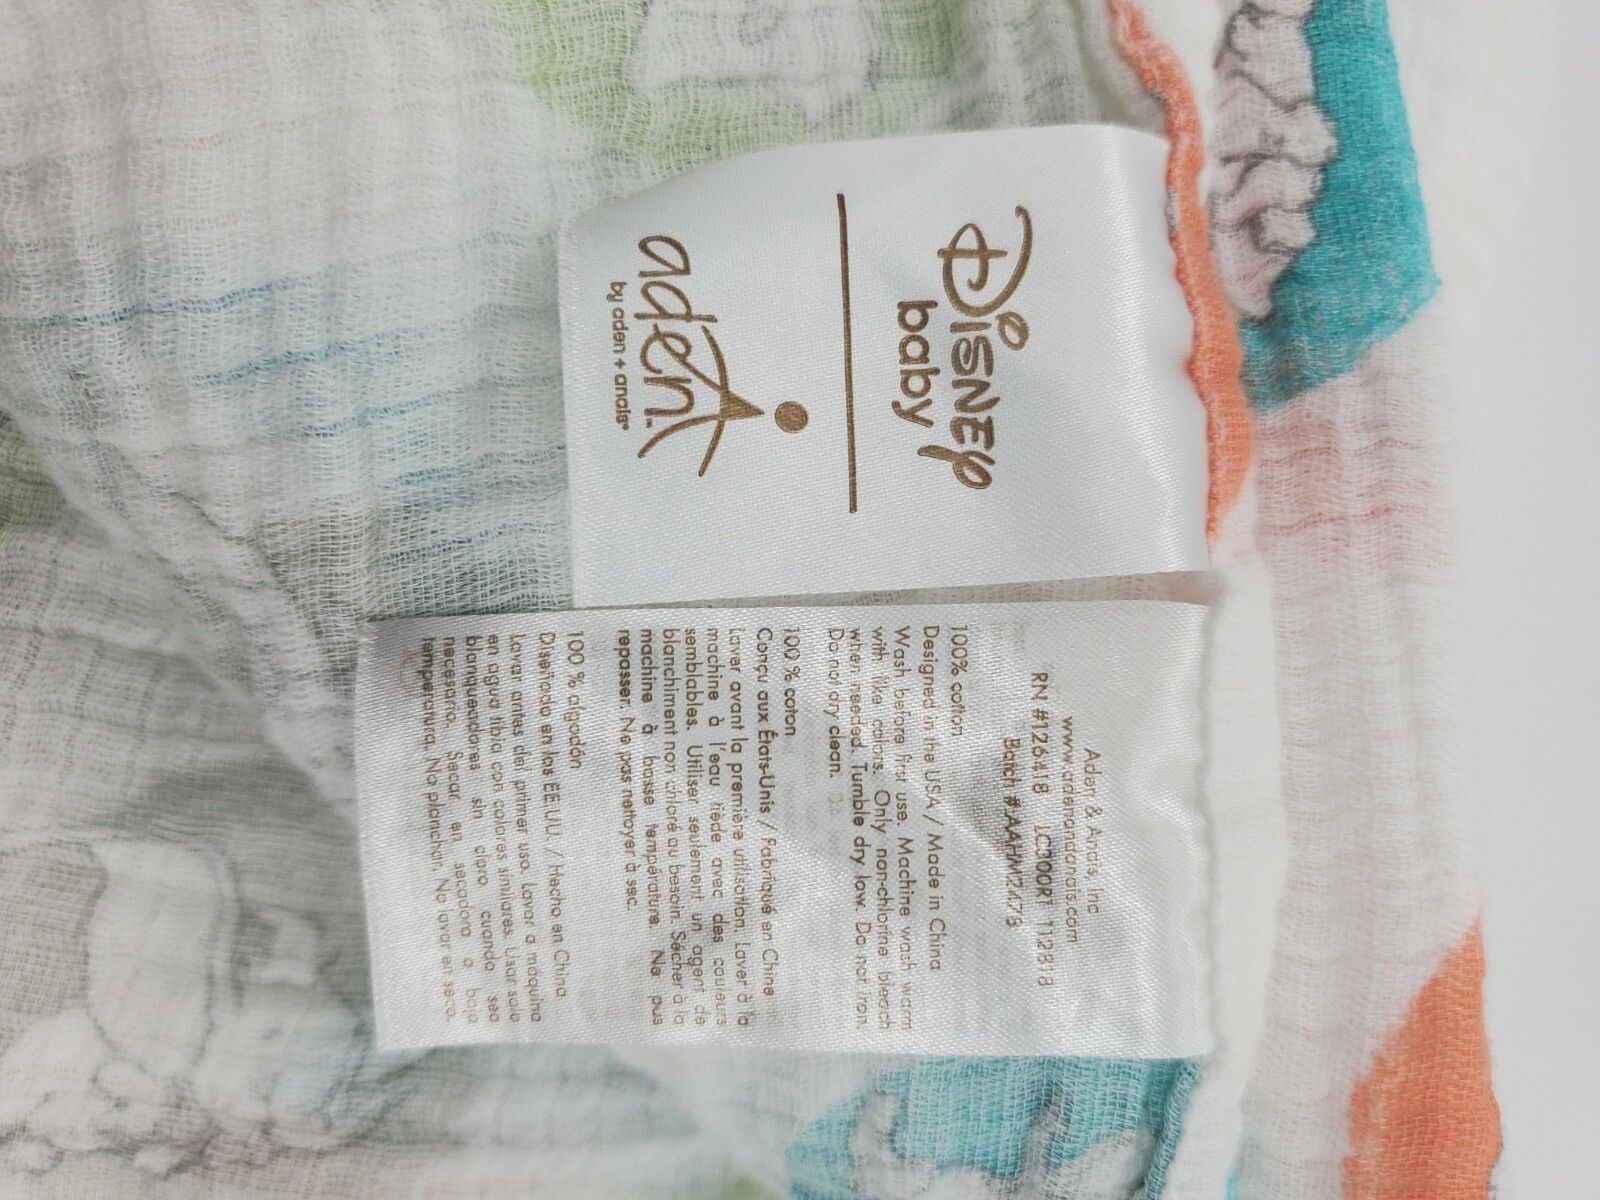 Disney
baby
aden™
by aden + anais®
Aden & Anais, Inc
www.adenandanais.com
RN #126418 LC300R1 112818
Batch #AAHM2A73
100% cotton
Designed in the USA / Made in China
Wash before first use. Machine wash warm
with like colors. Only non-chlorine bleach
when needed. Tumble dry low. Do not iron.
Do not dry clean.
100 % coton
Conçu aux États-Unis / Fabriqué en Chine
Laver avant la première utilisation. Laver à la
machine à l'eau tiède avec des couleurs
semblables. Utiliser seulement un agent de
blanchiment non chloré au besoin. Sécher à la
machine à basse température. Ne pas
repasser. Ne pas nettoyer à sec.
100 % algodón
Diseñado en los EE.UU. / Hecho en China
Lavar antes del primer uso. Lavar a maquina
en agua tibia con colores similares. Usar solo
blanqueadores sin cloro cuando sea
necesario. Secar en secadora a baja
temperatura. No planchar. No lavar en seco.